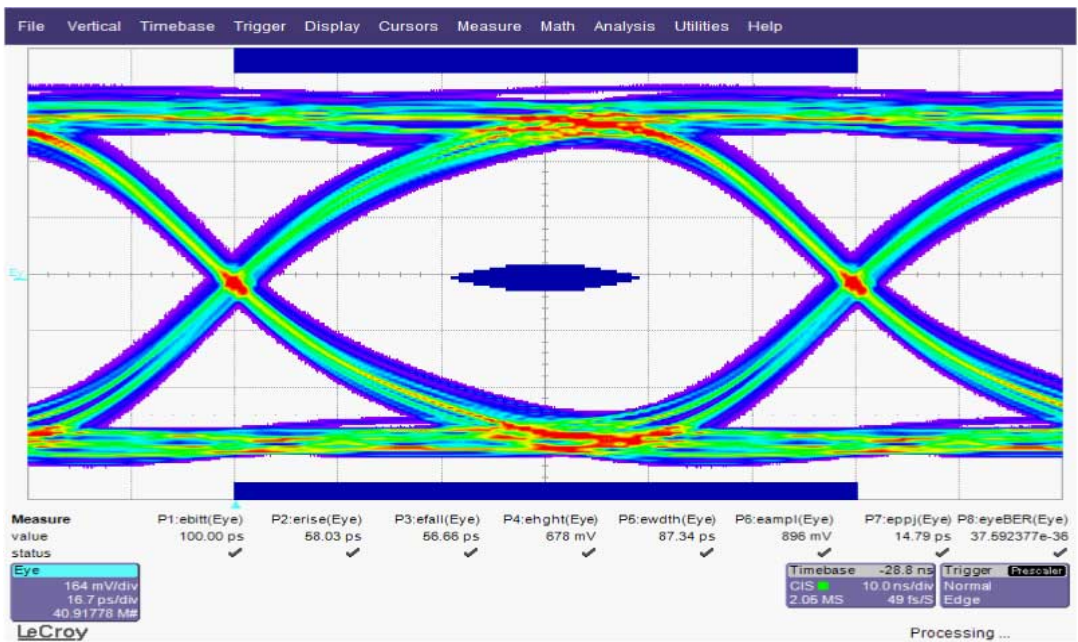 File Vertical Timebase Trigger Display Cursors Measure Math Analysis Utilities Help
Ey
Measure P1:ebitt(Eye) P2:erise(Eye) P3:efall(Eye) P4:ehght(Eye) P5:ewdth(Eye) P6:eampl(Eye) P7:eppj(Eye) P8:eyeBER(Eye)
value 100.00 ps 58.03 ps 56.66 ps 678 mV 87.34 ps 896 mV 14.79 ps 37.592377e-36
status
Eye
164 mV/div
16.7 ps/div
40.91778 M#
Timebase -28.8 ns
CIS 10.0 ns/div
2.05 MS 49 fs/S
Trigger Prescaler
Normal
Edge
LeCroy
Processing ...